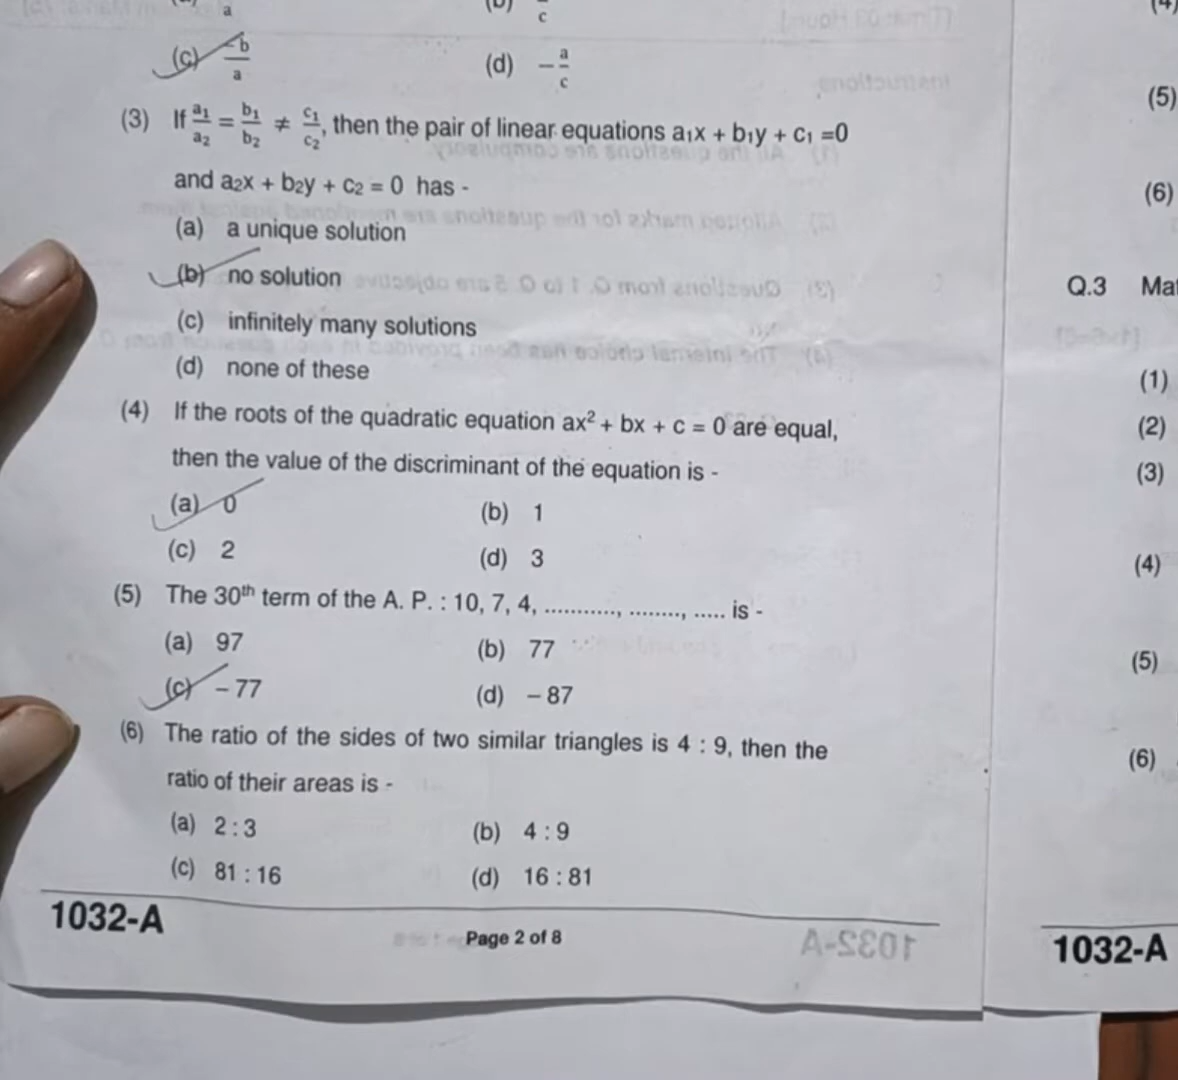 a
(b) c
(c) -b/a (d) - a/c
(3) If a₁/a₂ = b₁/b₂ ≠ c₁/c₂, then the pair of linear equations a₁x + b₁y + c₁ =0
and a₂x + b₂y + c₂ = 0 has -
(a) a unique solution
(b) no solution
(c) infinitely many solutions
(d) none of these
(4) If the roots of the quadratic equation ax² + bx + c = 0 are equal,
then the value of the discriminant of the equation is -
(a) 0 (b) 1
(c) 2 (d) 3
(5) The 30th term of the A. P. : 10, 7, 4, ..........., ........, ..... is -
(a) 97 (b) 77
(c) – 77 (d) – 87
(6) The ratio of the sides of two similar triangles is 4 : 9, then the
ratio of their areas is -
(a) 2 : 3 (b) 4 : 9
(c) 81 : 16 (d) 16 : 81
1032-A
Page 2 of 8
(4)
(5)
(6)
Q.3
(1)
(2)
(3)
(4)
(5)
(6)
1032-A